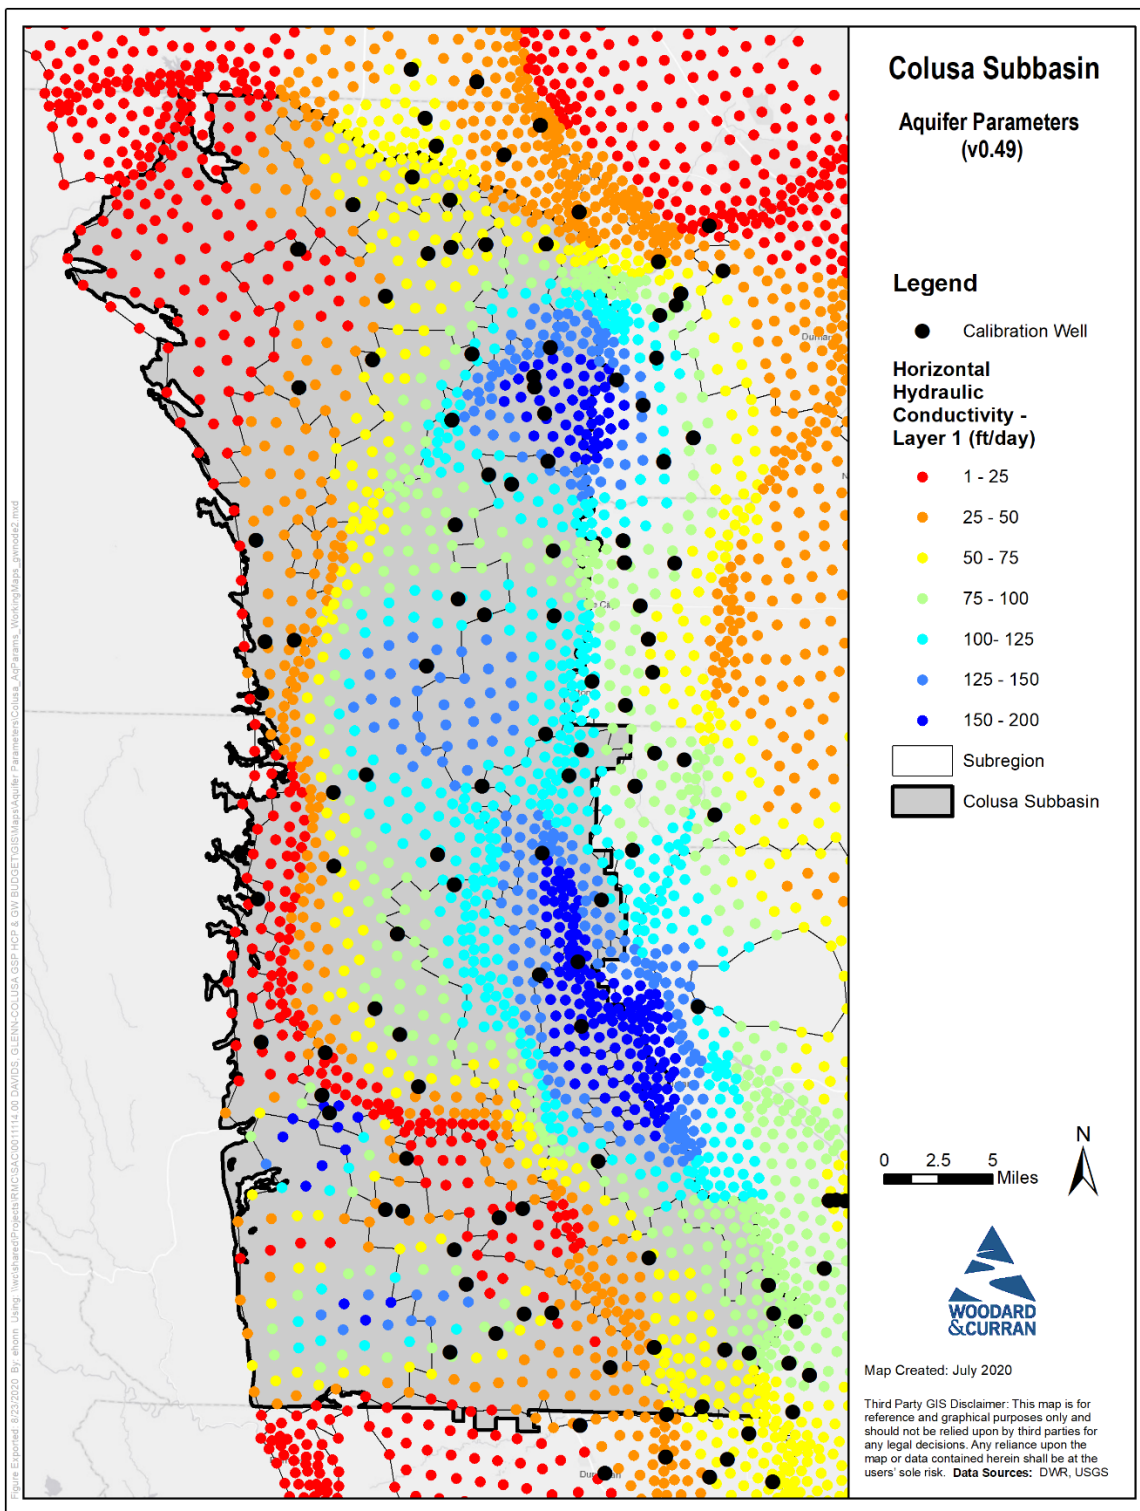 Colusa Subbasin
Aquifer Parameters
(v0.49)
Legend
Calibration Well
Horizontal
Hydraulic
Conductivity -
Layer 1 (ft/day)
1 - 25
25 - 50
50 - 75
75 - 100
100- 125
125 - 150
150 - 200
Subregion
Colusa Subbasin
N
0 2.5 5
Miles
WOODARD
&CURRAN
Map Created: July 2020
Third Party GIS Disclaimer: This map is for
reference and graphical purposes only and
should not be relied upon by third parties for
any legal decisions. Any reliance upon the
map or data contained herein shall be at the
users' sole risk. Data Sources: DWR, USGS